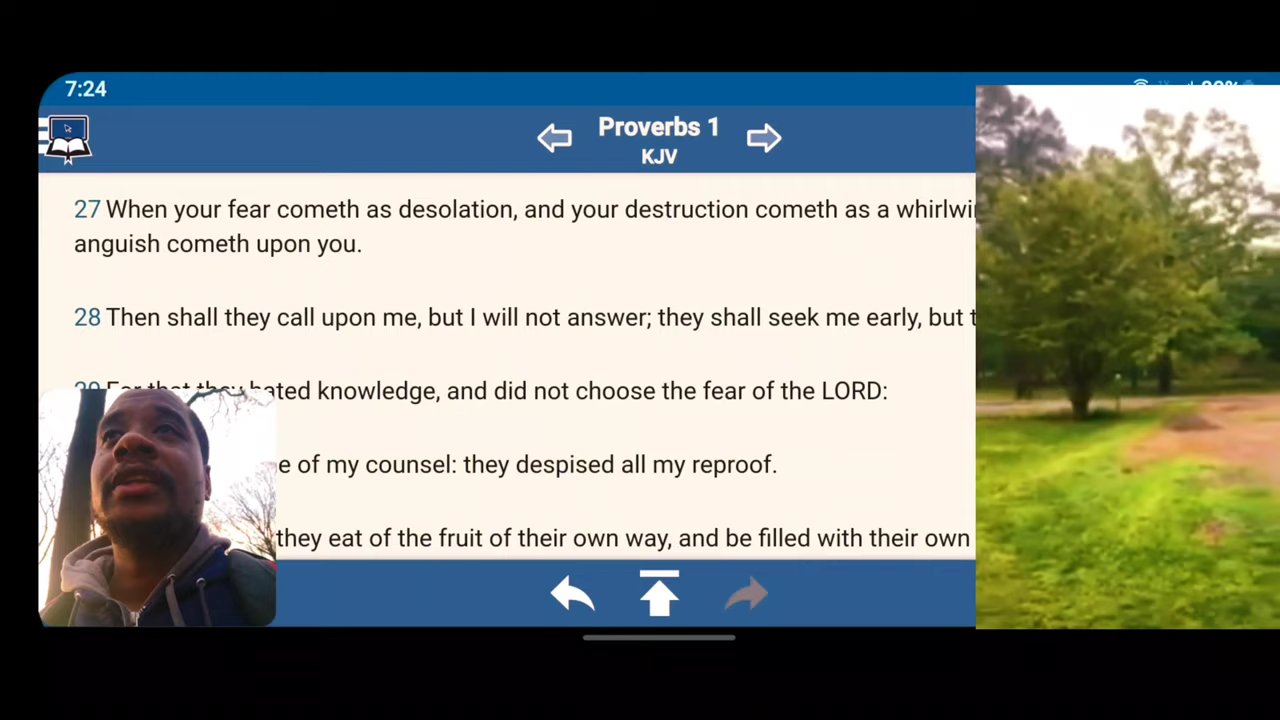 7:24
Proverbs 1
KJV
27 When your fear cometh as desolation, and your destruction cometh as a
anguish cometh upon you.
28 Then shall they call upon me, but I will not answer; they shall seek me early, but
knowledge, and did not choose the fear of the LORD:
of my counsel: they despised all my reproof.
they eat of the fruit of their own way, and be filled with their own